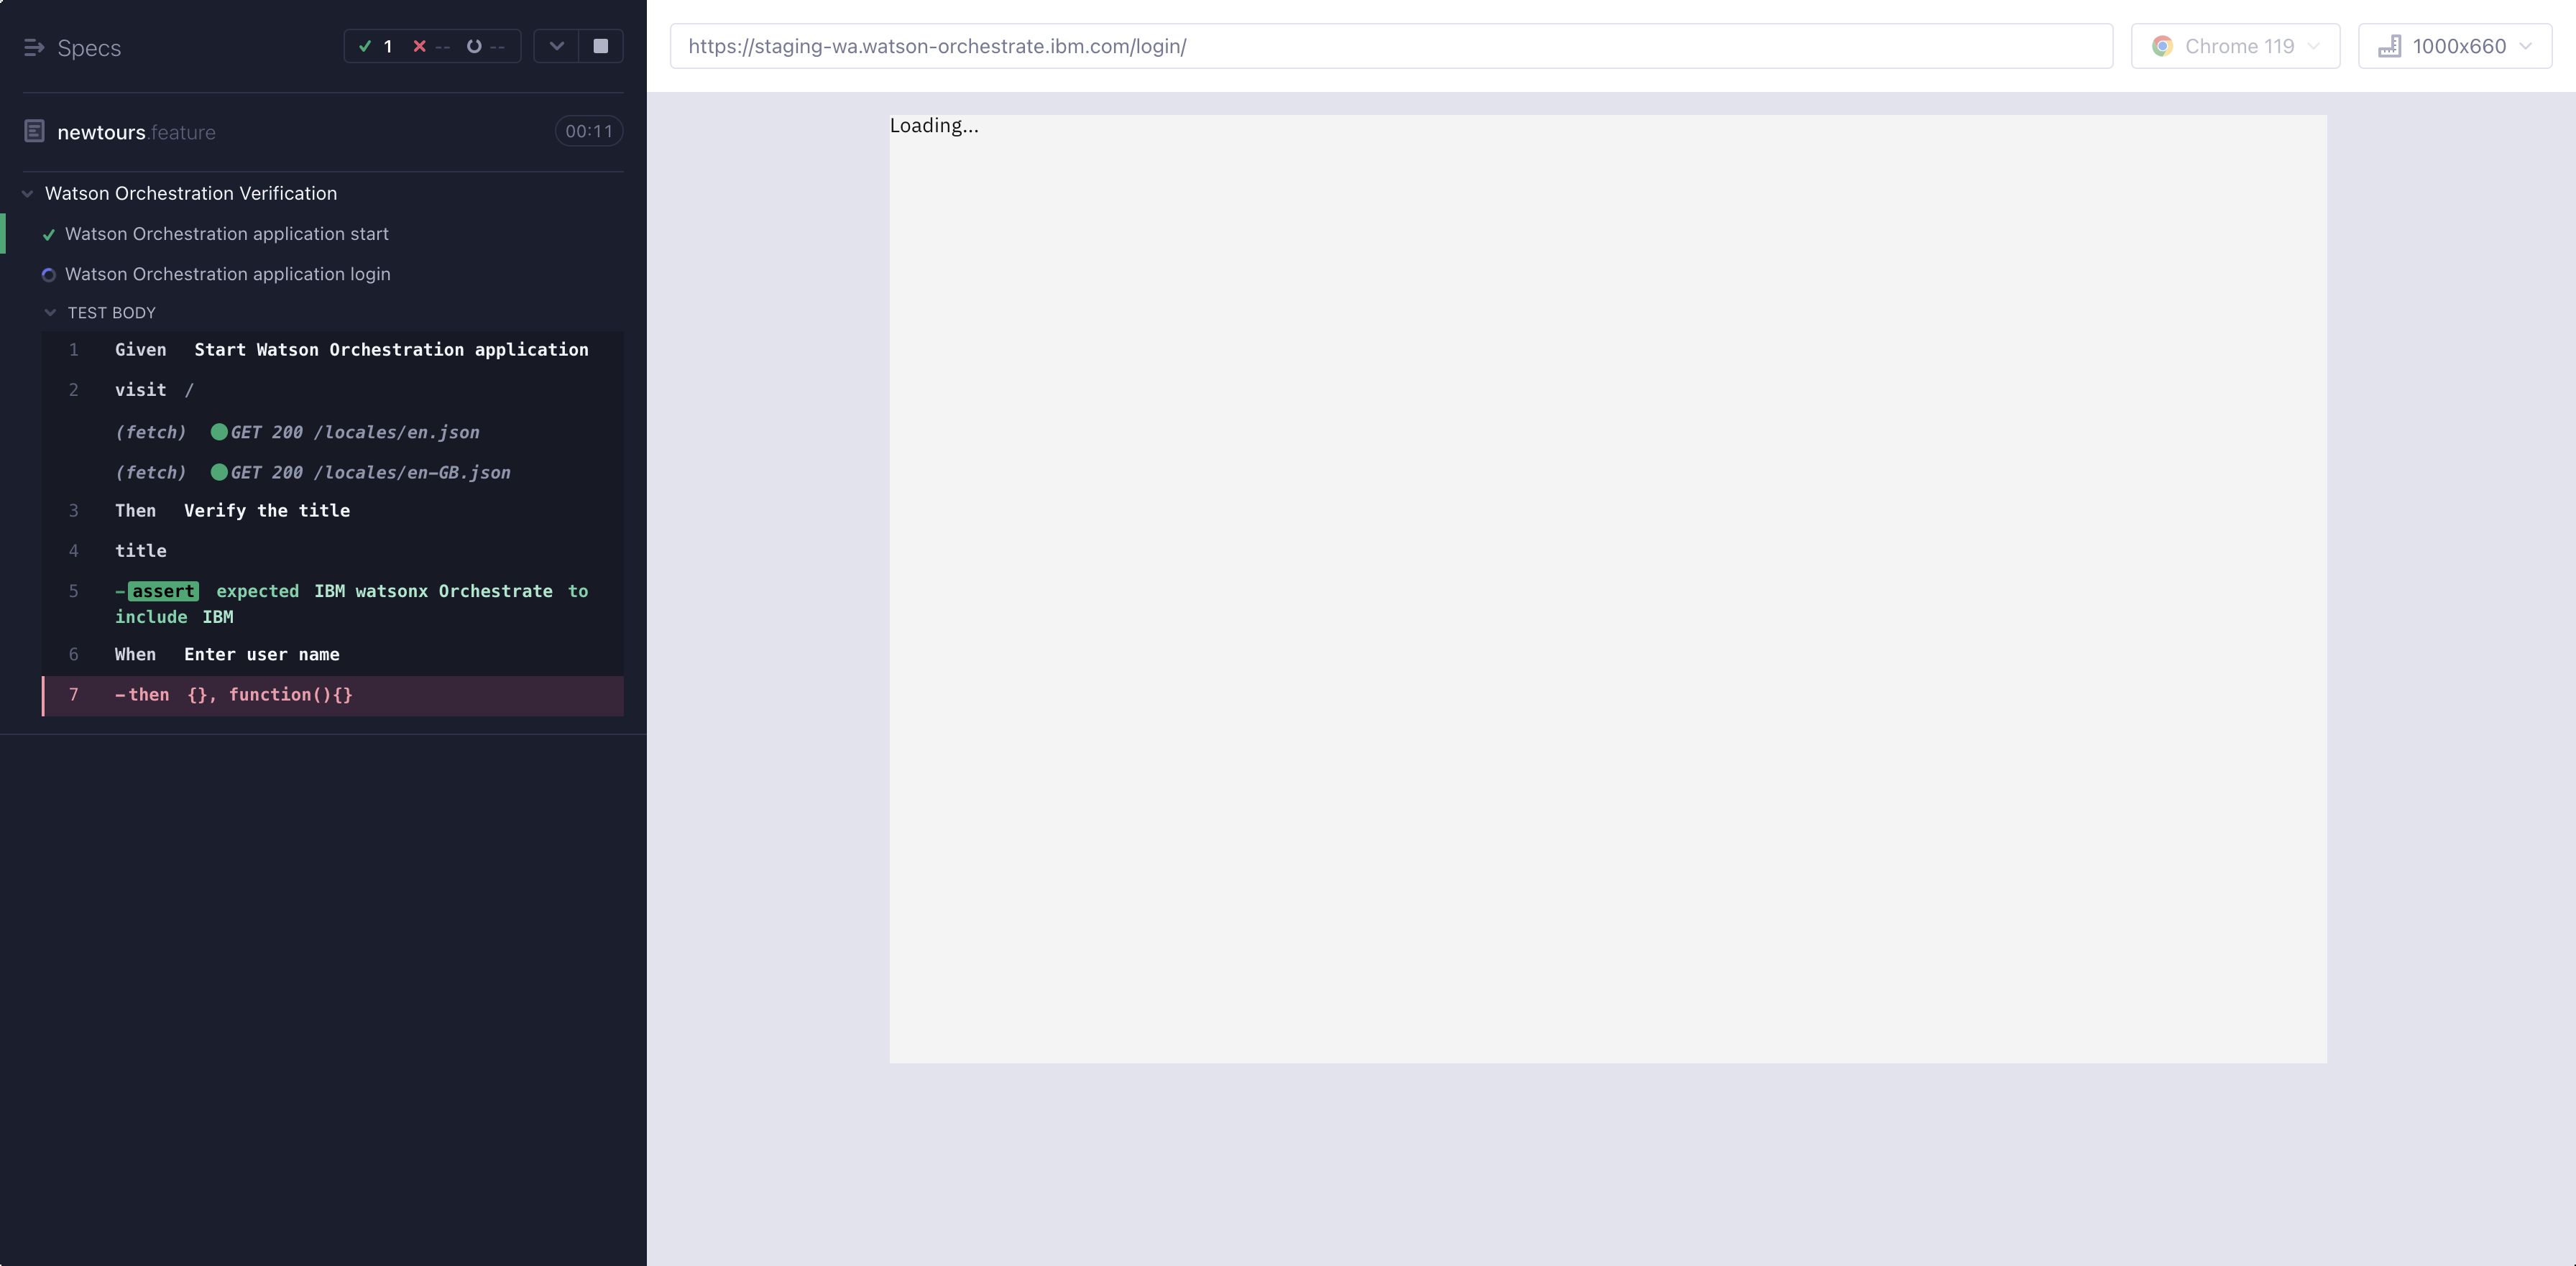 Specs
1 -- --
https://staging-wa.watson-orchestrate.ibm.com/login/
Chrome 119
1000x660
newtours.feature
00:11
Watson Orchestration Verification
Watson Orchestration application start
Watson Orchestration application login
TEST BODY
1 Given Start Watson Orchestration application
2 visit /
(fetch) GET 200 /locales/en.json
(fetch) GET 200 /locales/en-GB.json
3 Then Verify the title
4 title
5 -assert expected IBM watsonx Orchestrate to
include IBM
6 When Enter user name
7 -then {}, function(){}
Loading...